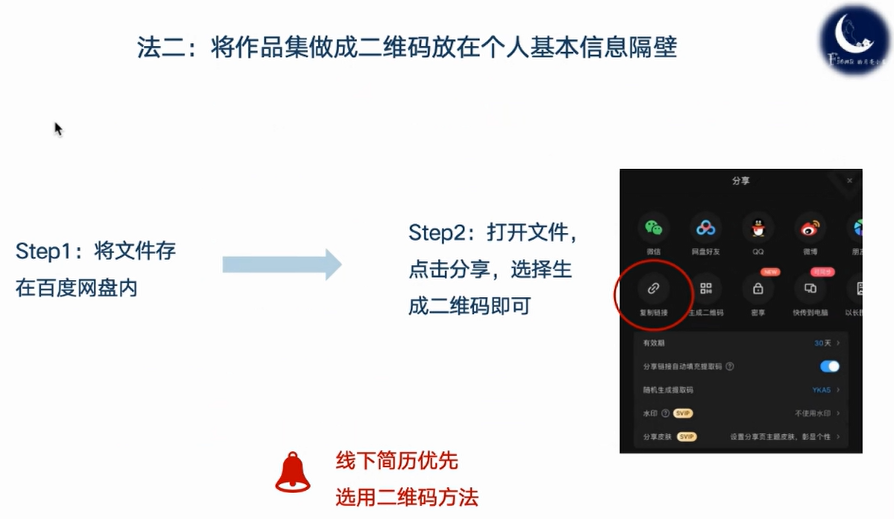 法二：将作品集做成二维码放在个人基本信息隔壁
Step1：将文件存
在百度网盘内
Step2：打开文件，
点击分享，选择生
成二维码即可
分享
微信
网盘好友
QQ
微博
NEW
可同步
复制链接
生成二维码
密享
快传到电脑
有效期
30天
分享链接自动填充提取码
随机生成提取码
YKAS
水印
SVIP
不使用水印
分享皮肤
SVIP
设置分享页主题皮肤，彰显个性
线下简历优先
选用二维码方法